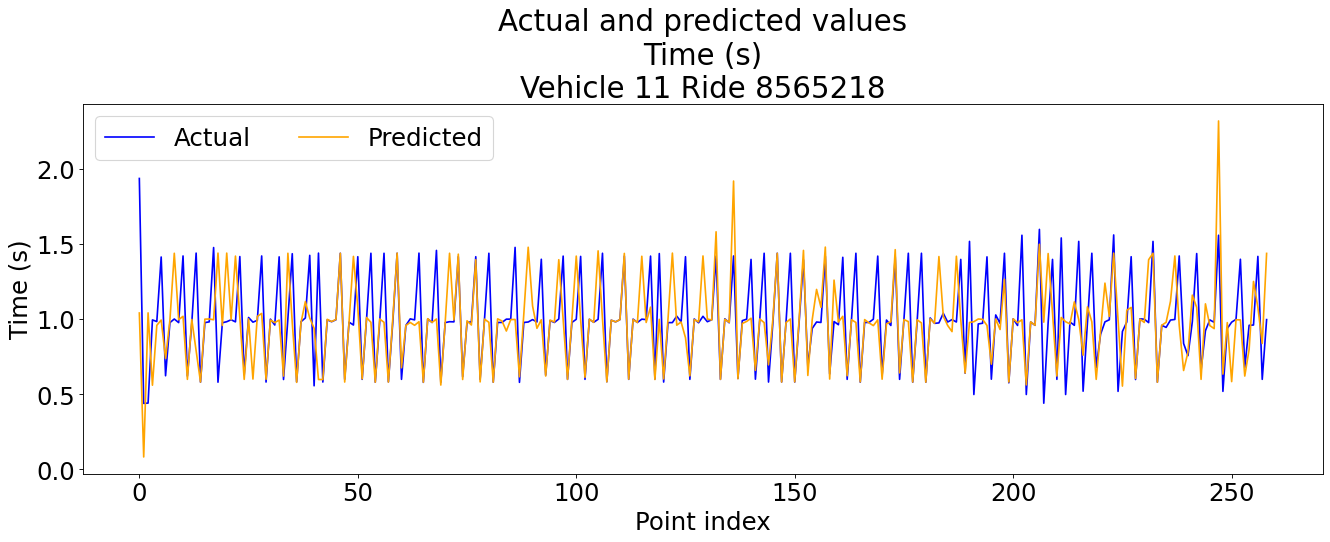 Actual and predicted values
Time (s)
Vehicle 11 Ride 8565218
Actual Predicted
Time (s)
2.0
1.5
1.0
0.5
0.0
0 50 100 150 200 250
Point index